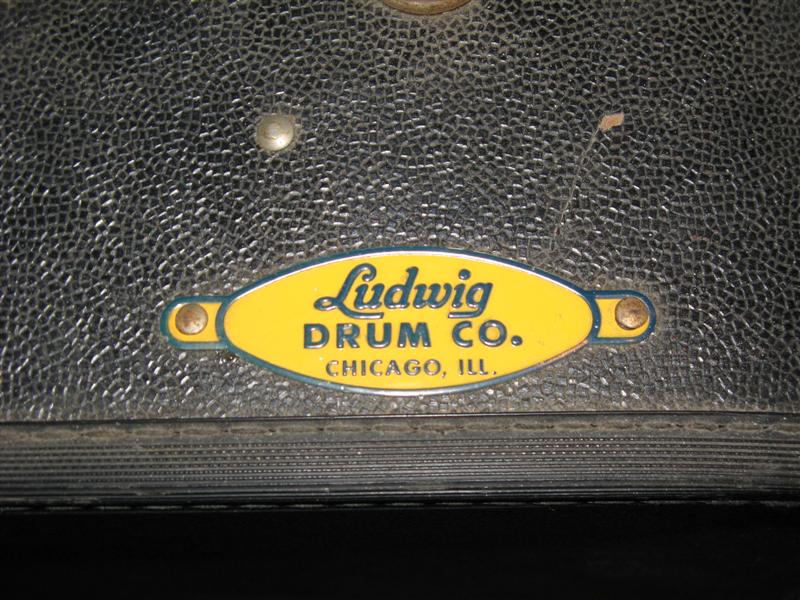 Ludwig
DRUM CO.
CHICAGO, ILL.